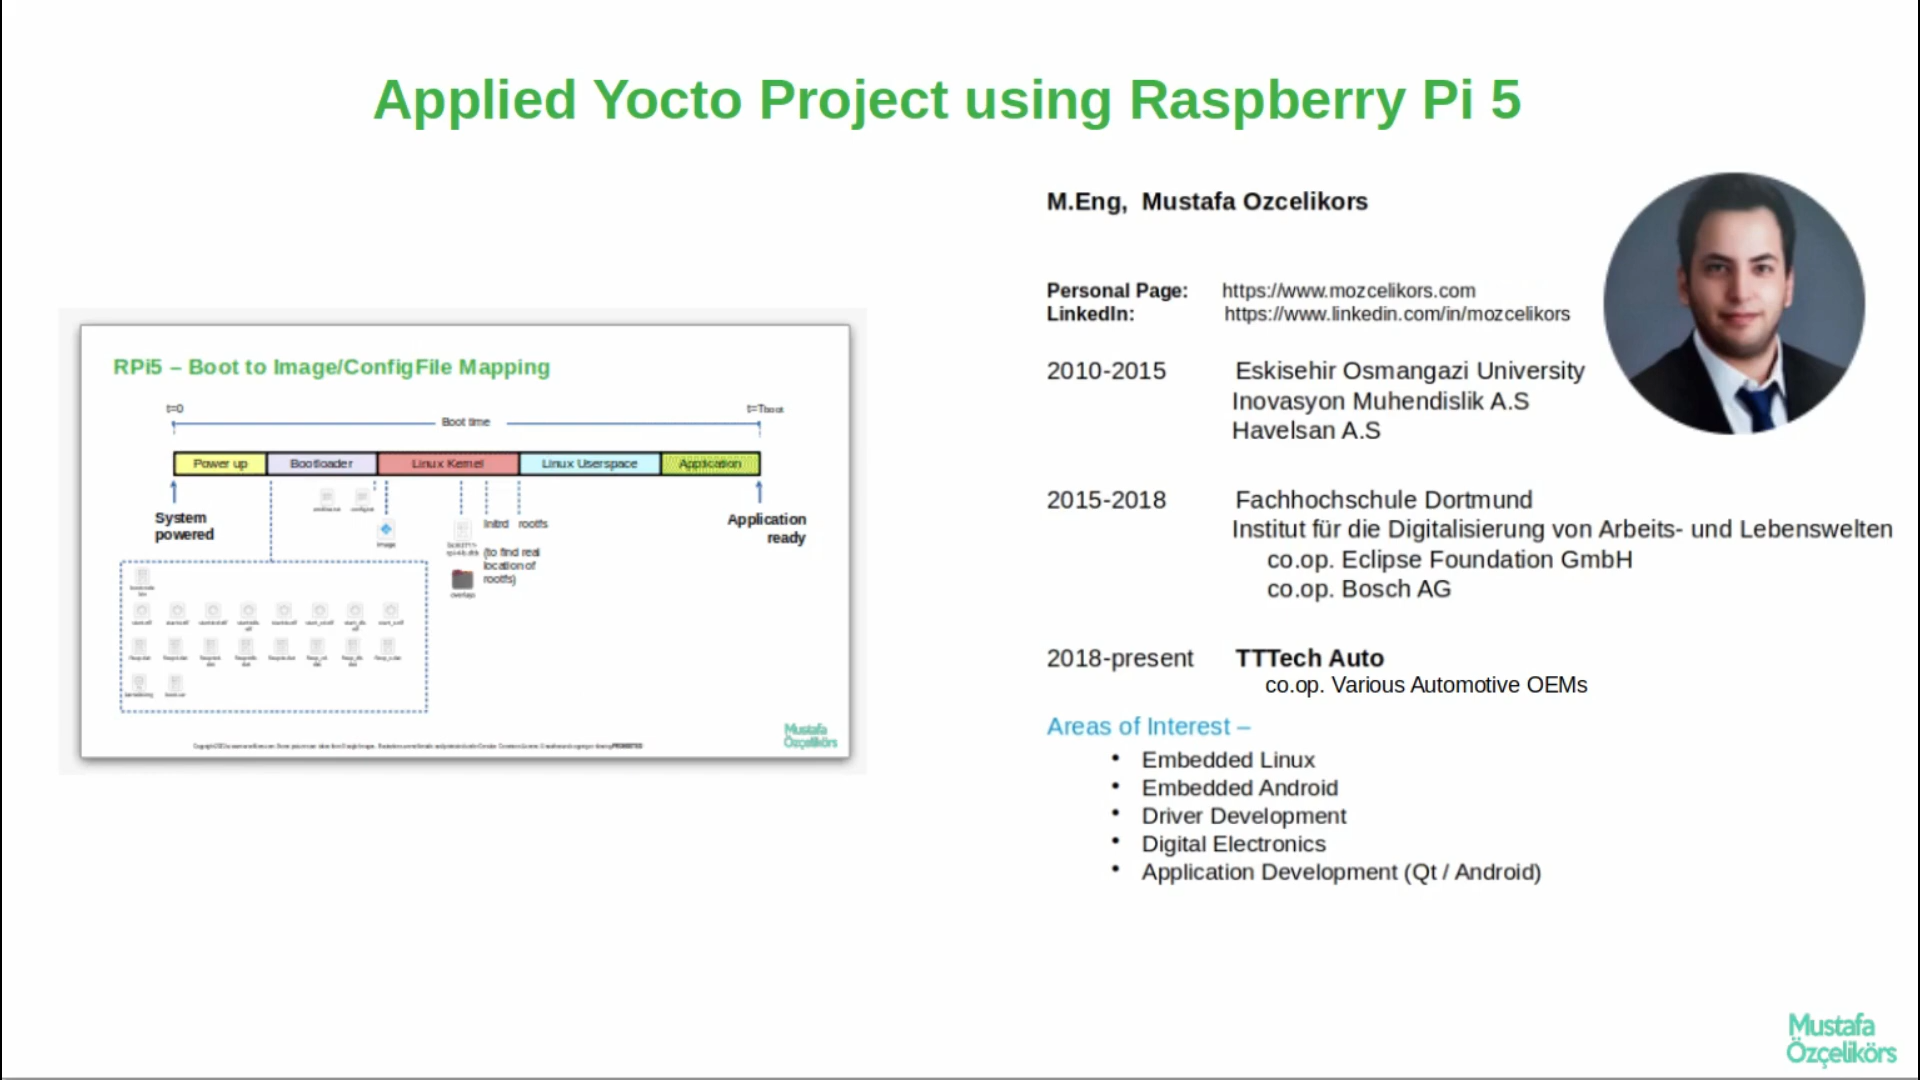 Applied Yocto Project using Raspberry Pi 5
RPi5 – Boot to Image/ConfigFile Mapping
t=0
t=Tboot
Boot time
Power up
Bootloader
Linux Kernel
Linux Userspace
Application
System
powered
Image
Initrd
rootfs
(to find real
location of
rootfs)
overlays
Application
ready
Mustafa
Özçelikörs
M.Eng, Mustafa Ozcelikors
Personal Page: https://www.mozcelikors.com
LinkedIn: https://www.linkedin.com/in/mozcelikors
2010-2015 Eskisehir Osmangazi University
Inovasyon Muhendislik A.S
Havelsan A.S
2015-2018 Fachhochschule Dortmund
Institut für die Digitalisierung von Arbeits- und Lebenswelten
co.op. Eclipse Foundation GmbH
co.op. Bosch AG
2018-present TTTech Auto
co.op. Various Automotive OEMs
Areas of Interest –
• Embedded Linux
• Embedded Android
• Driver Development
• Digital Electronics
• Application Development (Qt / Android)
Mustafa
Özçelikörs